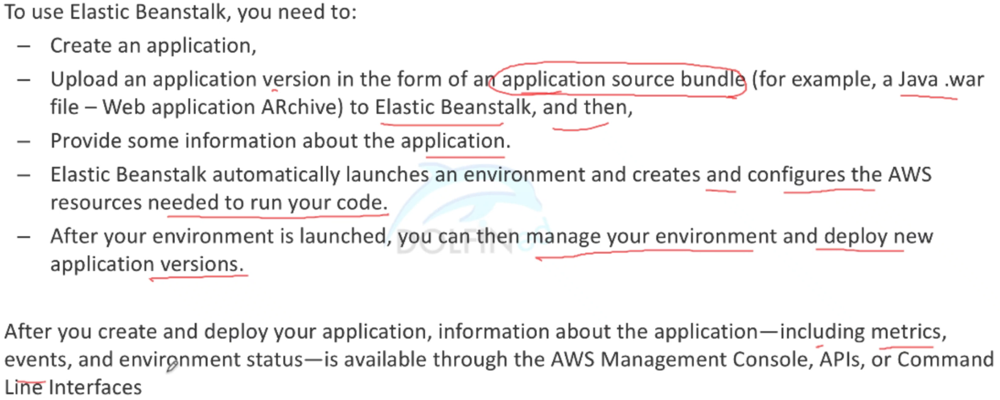 To use Elastic Beanstalk, you need to:
– Create an application,
– Upload an application version in the form of an application source bundle (for example, a Java .war
file – Web application ARchive) to Elastic Beanstalk, and then,
– Provide some information about the application.
– Elastic Beanstalk automatically launches an environment and creates and configures the AWS
resources needed to run your code.
– After your environment is launched, you can then manage your environment and deploy new
DOLFINed
application versions.
After you create and deploy your application, information about the application—including metrics,
events, and environment status—is available through the AWS Management Console, APIs, or Command
Line Interfaces